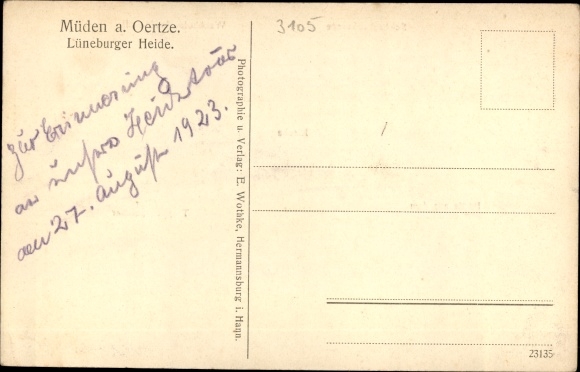 Müden a. Oertze.
Lüneburger Heide.
3105
Zur Erinnerung
an unsere Heidetour
am 27. August 1923.
Photographie u. Verlag: E. Wothke, Hermannsburg i. Hann.
23135